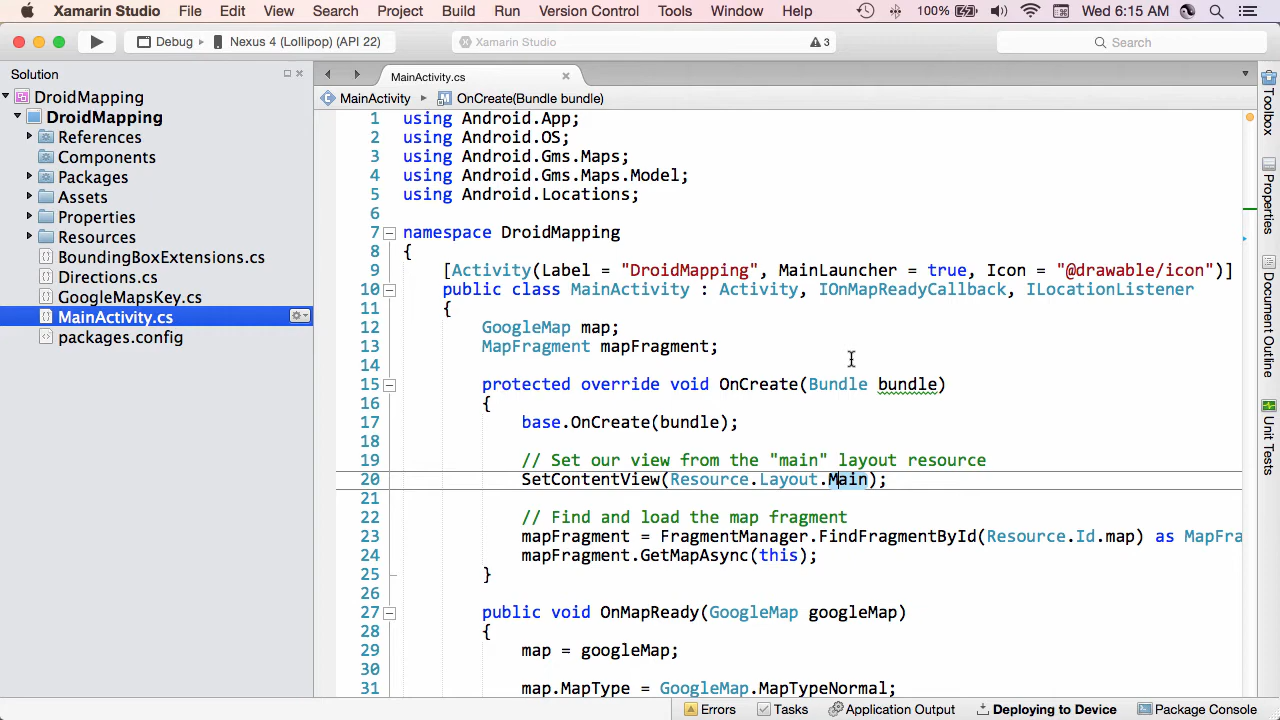 Xamarin Studio File Edit View Search Project Build Run Version Control Tools Window Help 100% Wed 6:15 AM
Debug › Nexus 4 (Lollipop) (API 22) Xamarin Studio 3 Search
Solution
DroidMapping
DroidMapping
References
Components
Packages
Assets
Properties
Resources
BoundingBoxExtensions.cs
Directions.cs
GoogleMapsKey.cs
MainActivity.cs
packages.config
MainActivity.cs
MainActivity OnCreate(Bundle bundle)
1 using Android.App;
2 using Android.OS;
3 using Android.Gms.Maps;
4 using Android.Gms.Maps.Model;
5 using Android.Locations;
6
7 namespace DroidMapping
8 {
9 [Activity(Label = "DroidMapping", MainLauncher = true, Icon = "@drawable/icon")]
10 public class MainActivity : Activity, IOnMapReadyCallback, ILocationListener
11 {
12 GoogleMap map;
13 MapFragment mapFragment;
14
15 protected override void OnCreate(Bundle bundle)
16 {
17 base.OnCreate(bundle);
18
19 // Set our view from the "main" layout resource
20 SetContentView(Resource.Layout.Main);
21
22 // Find and load the map fragment
23 mapFragment = FragmentManager.FindFragmentById(Resource.Id.map) as MapFra
24 mapFragment.GetMapAsync(this);
25 }
26
27 public void OnMapReady(GoogleMap googleMap)
28 {
29 map = googleMap;
30
31 map.MapType = GoogleMap.MapTypeNormal;
Toolbox
Properties
Document Outline
Unit Tests
Errors Tasks Application Output Deploying to Device Package Console